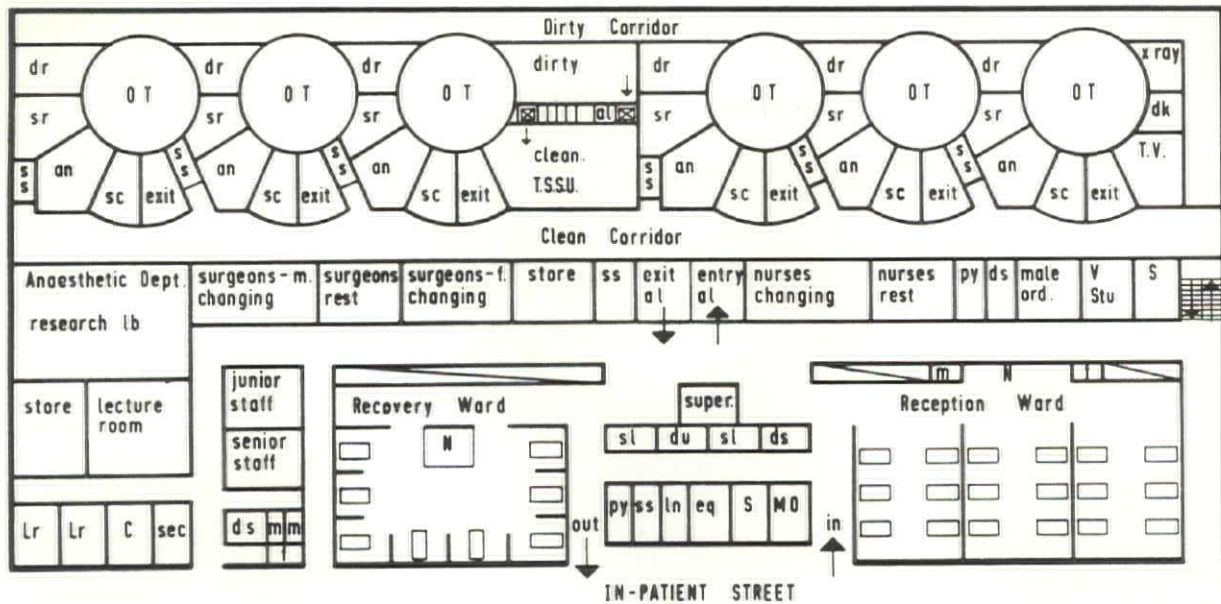 Dirty Corridor
dr dr dr dirty dr dr dr x ray
OT OT OT OT OT OT
al
sr sr sr sr sr sr dk
clean. T.V.
T.S.S.U.
ss an ss an ss an ss an ss an ss an
sc exit sc exit sc exit sc exit sc exit sc exit
Clean Corridor
Anaesthetic Dept. surgeons-m. surgeons surgeons-f. store ss exit entry nurses nurses py ds male V S
changing rest changing al al changing rest ord. Stu
research lb
m N f
junior
staff
super.
store lecture Recovery Ward Reception Ward
room
senior N sl du sl ds
staff
Lr Lr C sec ds m m out py ss ln eq S MO in
f
IN-PATIENT STREET